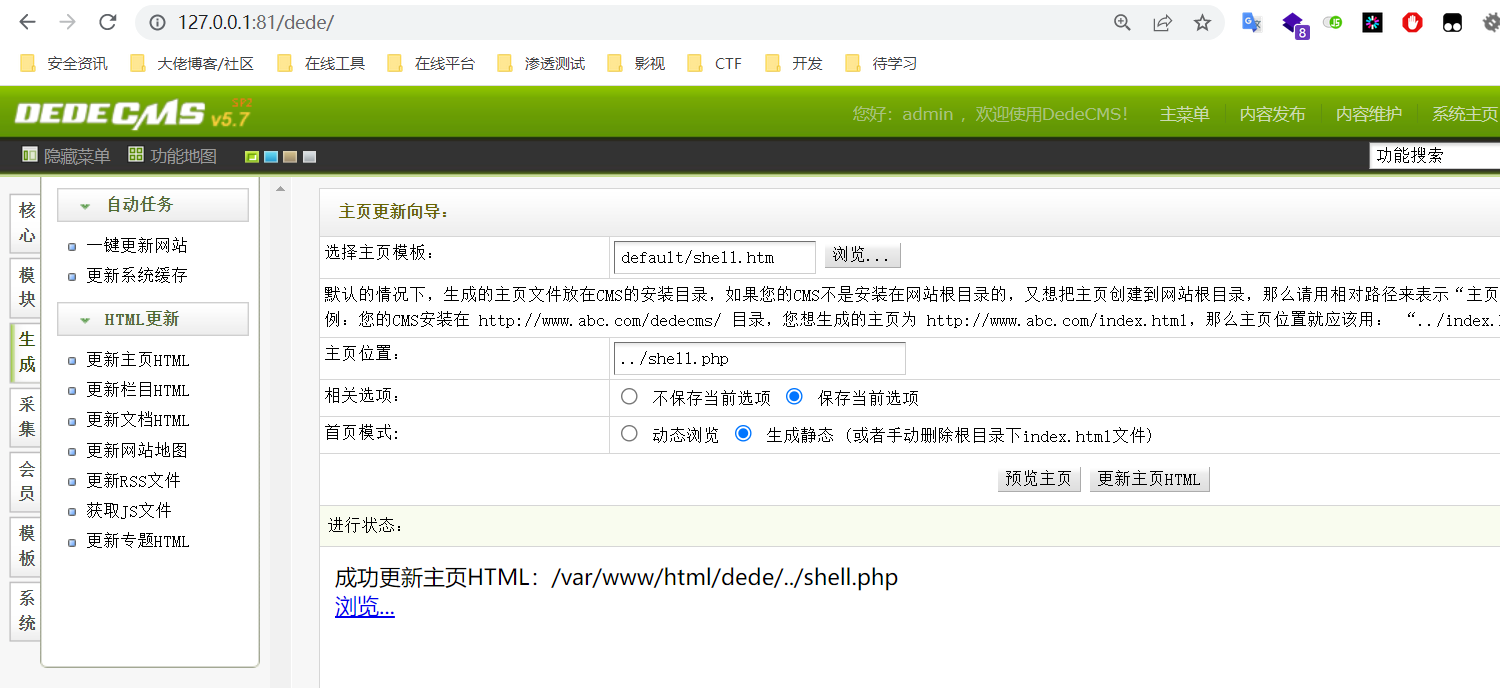 127.0.0.1:81/dede/
8
JS
安全资讯 大佬博客/社区 在线工具 在线平台 渗透测试 影视 CTF 开发 待学习
DEDECMS v5.7 SP2
您好：admin ，欢迎使用DedeCMS！ 主菜单 内容发布 内容维护 系统主页
隐藏菜单 功能地图 功能搜索
核心
模块
生成
采集
会员
模板
系统
自动任务
一键更新网站
更新系统缓存
HTML更新
更新主页HTML
更新栏目HTML
更新文档HTML
更新网站地图
更新RSS文件
获取JS文件
更新专题HTML
主页更新向导：
选择主页模板： default/shell.htm 浏览...
默认的情况下，生成的主页文件放在CMS的安装目录，如果您的CMS不是安装在网站根目录的，又想把主页创建到网站根目录，那么请用相对路径来表示“主页
例：您的CMS安装在 http://www.abc.com/dedecms/ 目录，您想生成的主页为 http://www.abc.com/index.html，那么主页位置就应该用： “../index.
主页位置： ../shell.php
相关选项： 不保存当前选项 保存当前选项
首页模式： 动态浏览 生成静态 (或者手动删除根目录下index.html文件)
预览主页 更新主页HTML
进行状态：
成功更新主页HTML：/var/www/html/dede/../shell.php
浏览...